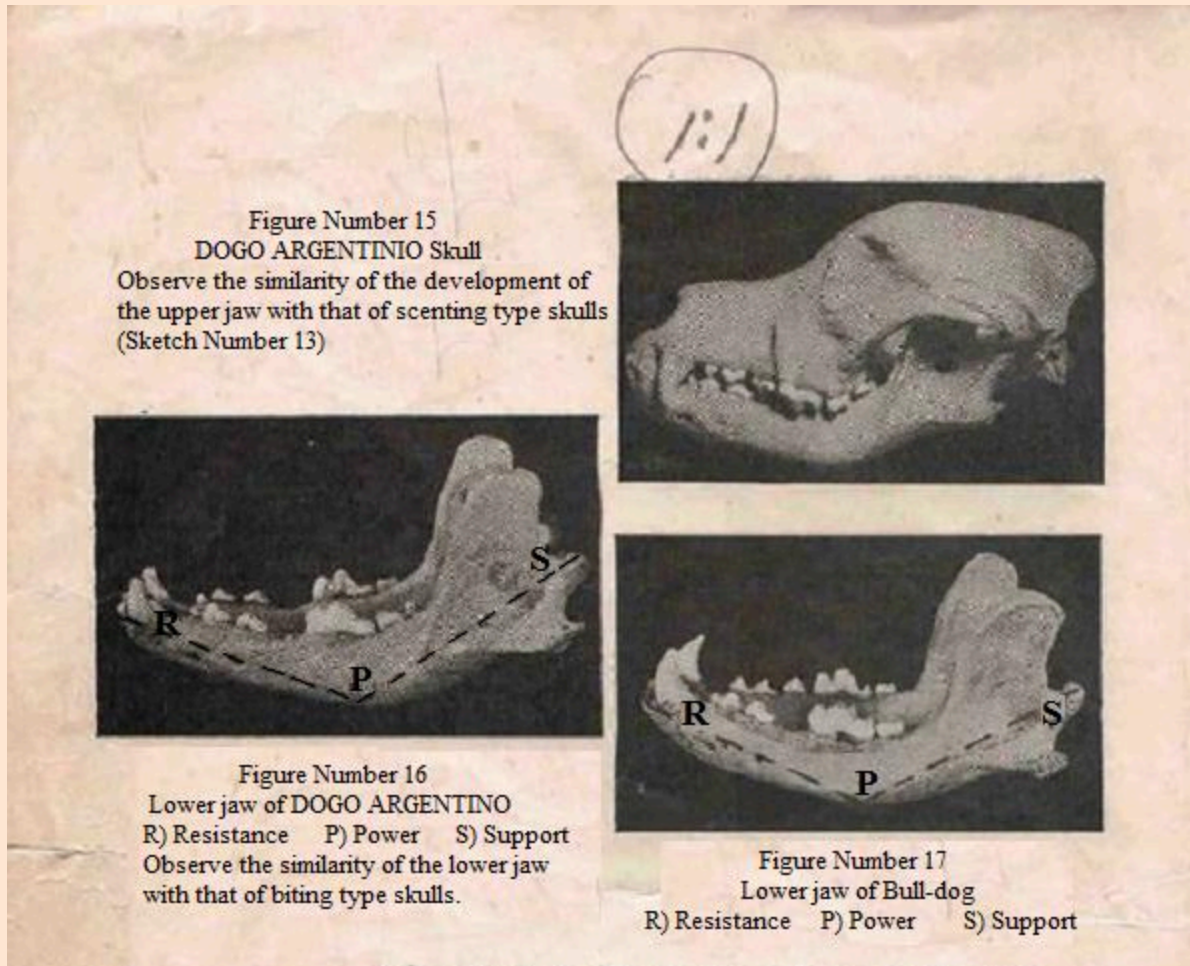 1:1
Figure Number 15
DOGO ARGENTINIO Skull
Observe the similarity of the development of
the upper jaw with that of scenting type skulls
(Sketch Number 13)
R
P
S
Figure Number 16
Lower jaw of DOGO ARGENTINO
R) Resistance P) Power S) Support
Observe the similarity of the lower jaw
with that of biting type skulls.
R
P
S
Figure Number 17
Lower jaw of Bull-dog
R) Resistance P) Power S) Support